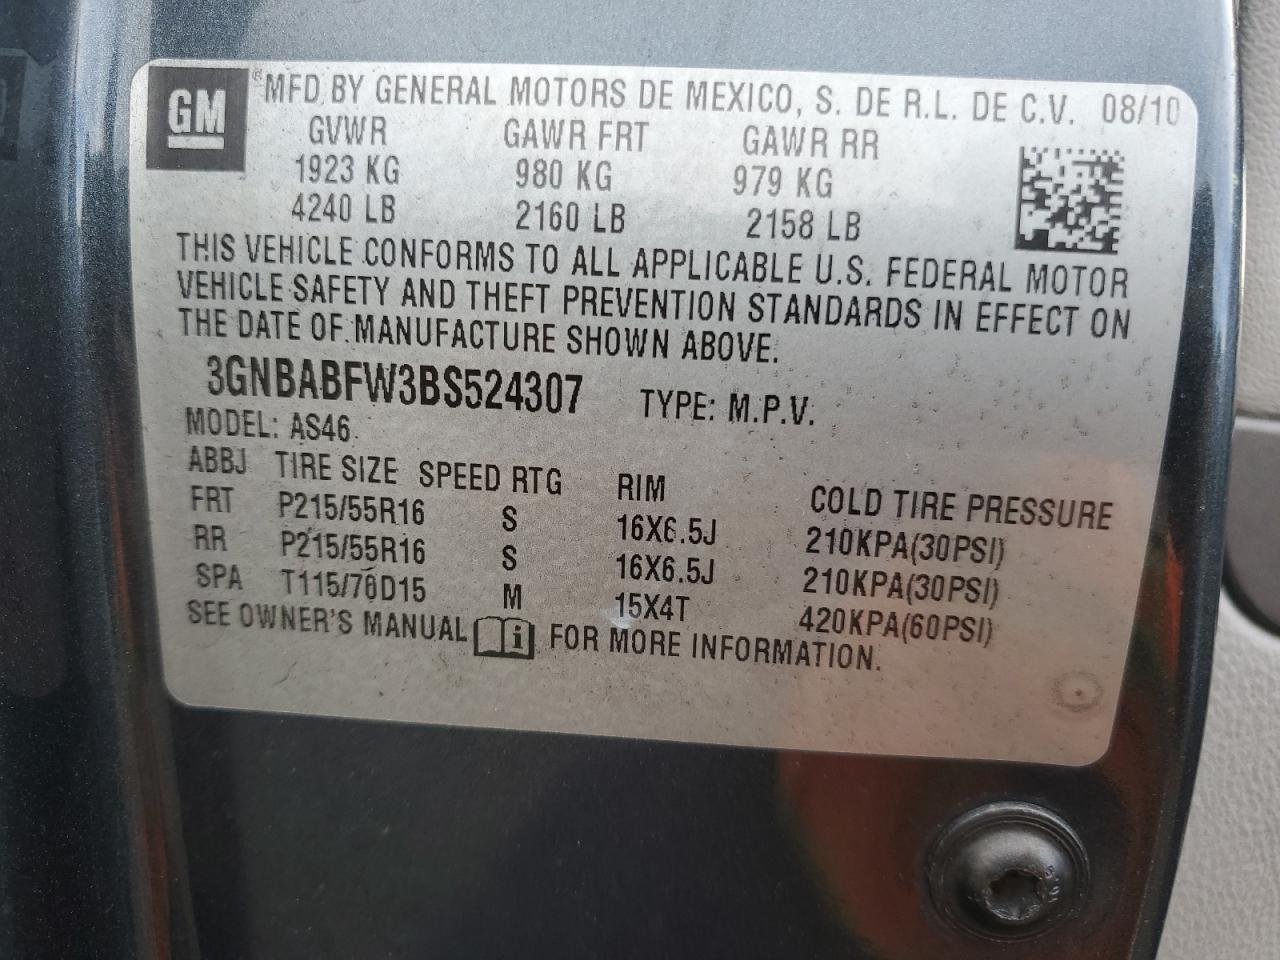 GM ® MFD BY GENERAL MOTORS DE MEXICO, S. DE R.L. DE C.V. 08/10
GVWR GAWR FRT GAWR RR
1923 KG 980 KG 979 KG
4240 LB 2160 LB 2158 LB
THIS VEHICLE CONFORMS TO ALL APPLICABLE U.S. FEDERAL MOTOR
VEHICLE SAFETY AND THEFT PREVENTION STANDARDS IN EFFECT ON
THE DATE OF MANUFACTURE SHOWN ABOVE.
3GNBABFW3BS524307 TYPE: M.P.V.
MODEL: AS46
ABBJ TIRE SIZE SPEED RTG RIM COLD TIRE PRESSURE
FRT P215/55R16 S 16X6.5J 210KPA(30PSI)
RR P215/55R16 S 16X6.5J 210KPA(30PSI)
SPA T115/70D15 M 15X4T 420KPA(60PSI)
SEE OWNER'S MANUAL i FOR MORE INFORMATION.